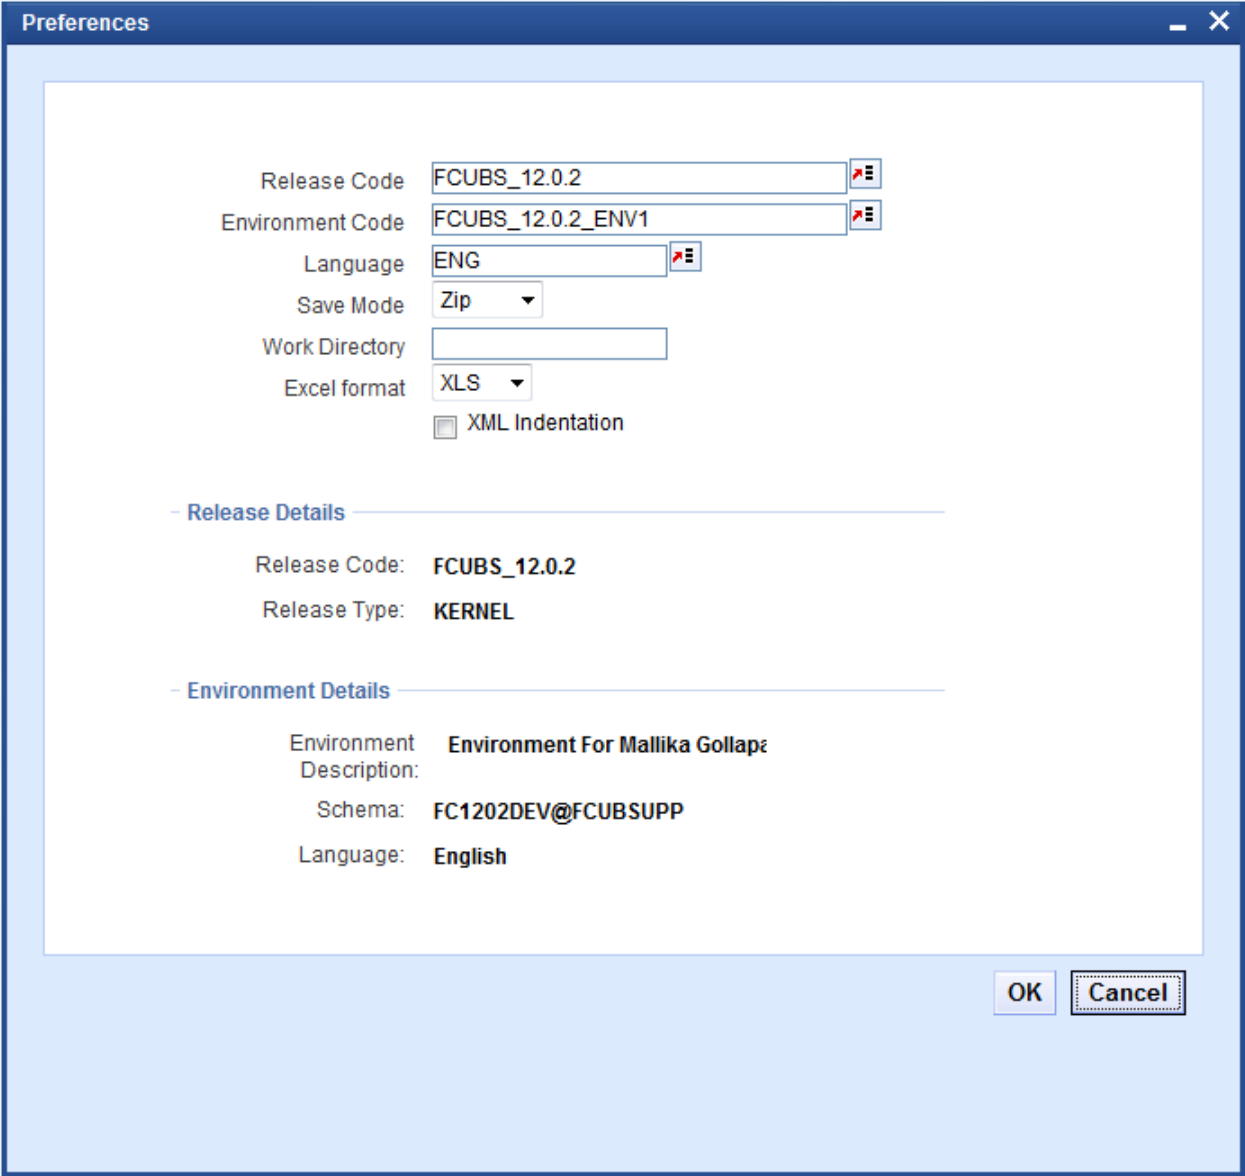 Preferences
Release Code FCUBS_12.0.2
Environment Code FCUBS_12.0.2_ENV1
Language ENG
Save Mode Zip
Work Directory
Excel format XLS
XML Indentation
Release Details
Release Code: FCUBS_12.0.2
Release Type: KERNEL
Environment Details
Environment Description: Environment For Mallika Gollapa
Schema: FC1202DEV@FCUBSUPP
Language: English
OK Cancel